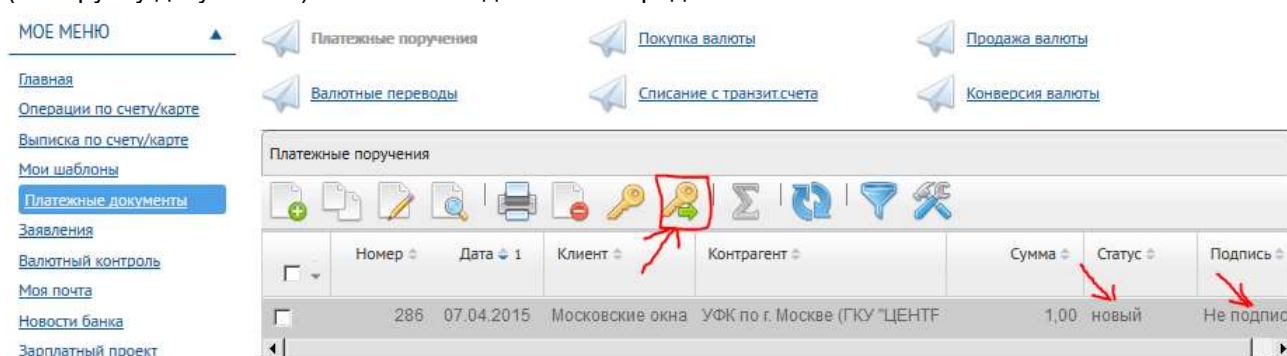 МОЕ МЕНЮ
Главная
Операции по счету/карте
Выписка по счету/карте
Мои шаблоны
Платежные документы
Заявления
Валютный контроль
Моя почта
Новости банка
Зарплатный проект
Платежные поручения Покупка валюты Продажа валюты
Валютные переводы Списание с транзит.счета Конверсия валюты
Платежные поручения
Номер Дата 1 Клиент Контрагент Сумма Статус Подпись
286 07.04.2015 Московские окна УФК по г. Москве (ГКУ "ЦЕНТР 1,00 новый Не подпис